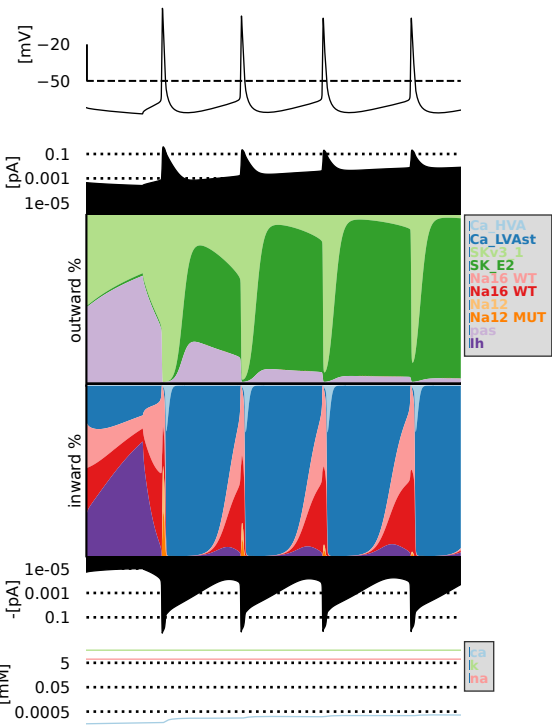 [mV]
−20
−50
[pA]
0.1
0.001
1e-05
outward %
Ca_HVA
Ca_LVAst
SKv3_1
SK_E2
Na16 WT
Na16 WT
Na12
Na12 MUT
pas
Ih
inward %
1e-05
0.001
0.1
-[pA]
[mM]
5
0.05
0.0005
ca
k
na